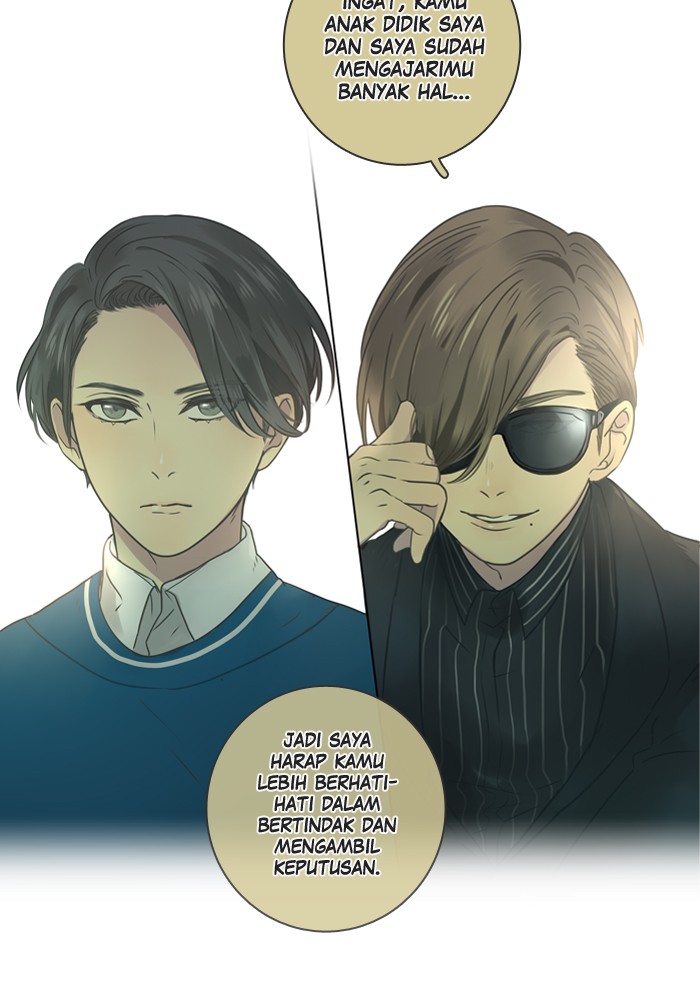 INGAT, KAMU
ANAK DIDIK SAYA
DAN SAYA SUDAH
MENGAJARIMU
BANYAK HAL...
JADI SAYA
HARAP KAMU
LEBIH BERHATI-
HATI DALAM
BERTINDAK DAN
MENGAMBIL
KEPUTUSAN.